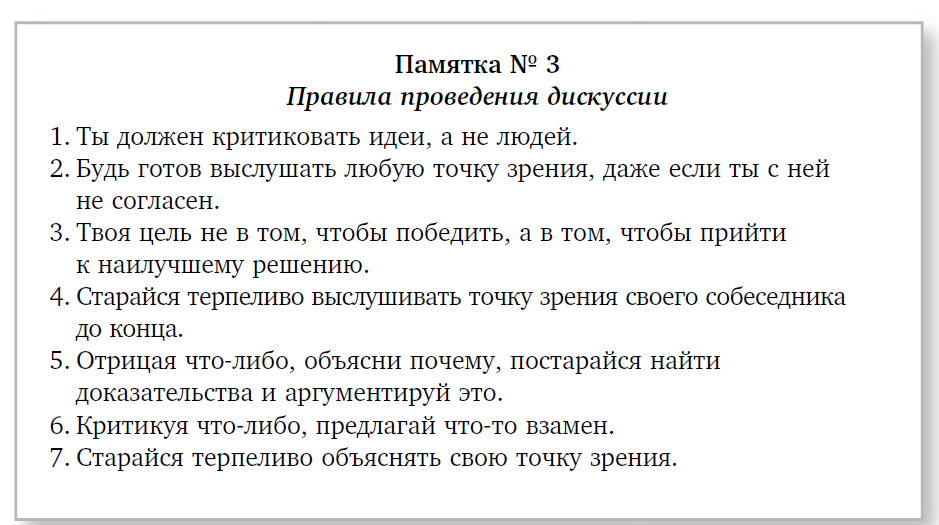 Памятка № 3
Правила проведения дискуссии
1. Ты должен критиковать идеи, а не людей.
2. Будь готов выслушать любую точку зрения, даже если ты с ней
не согласен.
3. Твоя цель не в том, чтобы победить, а в том, чтобы прийти
к наилучшему решению.
4. Старайся терпеливо выслушивать точку зрения своего собеседника
до конца.
5. Отрицая что-либо, объясни почему, постарайся найти
доказательства и аргументируй это.
6. Критикуя что-либо, предлагай что-то взамен.
7. Старайся терпеливо объяснять свою точку зрения.